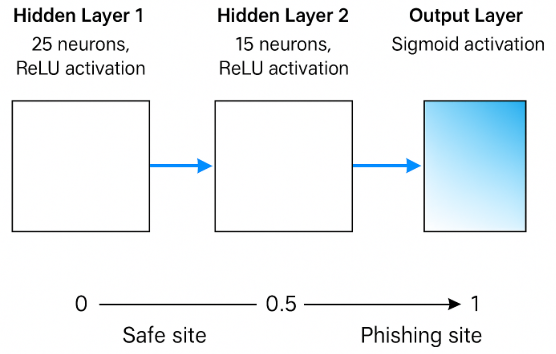 Hidden Layer 1
25 neurons,
ReLU activation
Hidden Layer 2
15 neurons,
ReLU activation
Output Layer
Sigmoid activation
0
0.5
1
Safe site
Phishing site